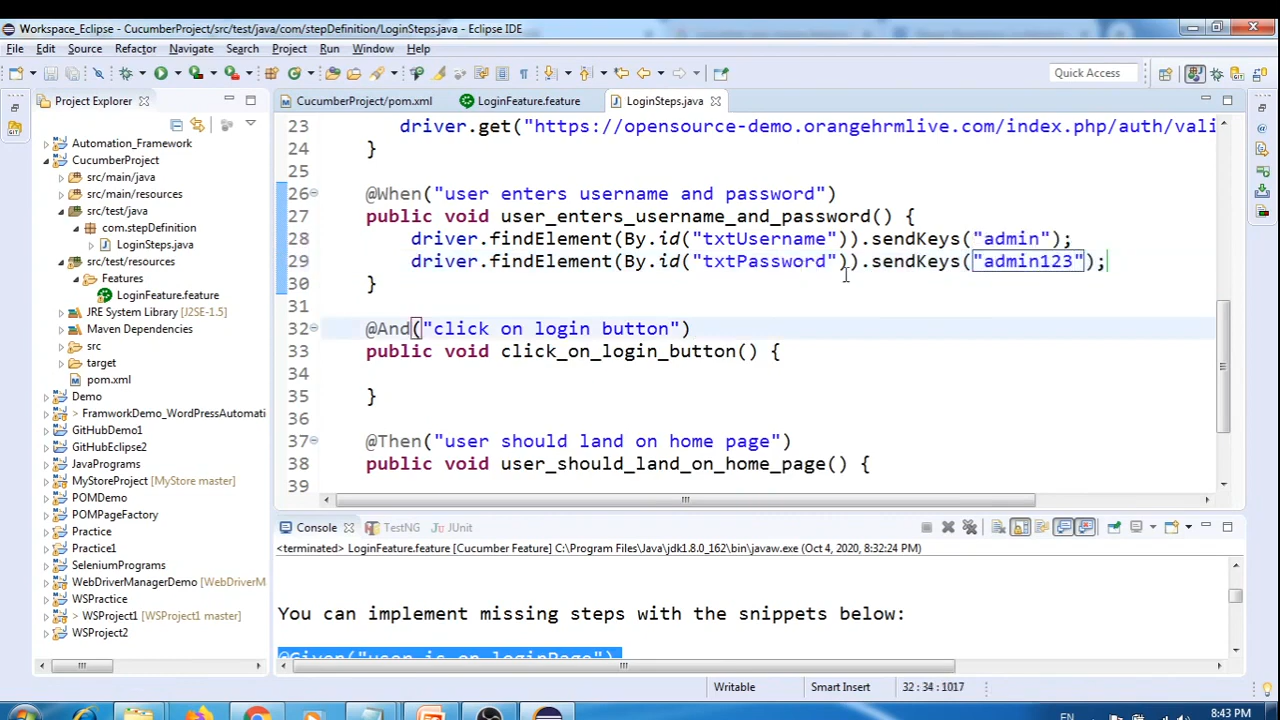 Workspace_Eclipse - CucumberProject/src/test/java/com/stepDefinition/LoginSteps.java - Eclipse IDE
File Edit Source Refactor Navigate Search Project Run Window Help
Quick Access
Project Explorer
CucumberProject/pom.xml LoginFeature.feature LoginSteps.java
Automation_Framework
CucumberProject
src/main/java
src/main/resources
src/test/java
com.stepDefinition
LoginSteps.java
src/test/resources
Features
LoginFeature.feature
JRE System Library [J2SE-1.5]
Maven Dependencies
src
target
pom.xml
Demo
> FramworkDemo_WordPressAutomati
GitHubDemo1
GitHubEclipse2
JavaPrograms
MyStoreProject [MyStore master]
POMDemo
POMPageFactory
Practice
Practice1
SeleniumPrograms
WebDriverManagerDemo [WebDriverM
WSPractice
> WSProject1 [WSProject1 master]
WSProject2
23 driver.get("https://opensource-demo.orangehrmlive.com/index.php/auth/vali
24 }
25
26 @When("user enters username and password")
27 public void user_enters_username_and_password() {
28 driver.findElement(By.id("txtUsername")).sendKeys("admin");
29 driver.findElement(By.id("txtPassword")).sendKeys("admin123");
30 }
31
32 @And("click on login button")
33 public void click_on_login_button() {
34
35 }
36
37 @Then("user should land on home page")
38 public void user_should_land_on_home_page() {
39
Console TestNG JUnit
<terminated> LoginFeature.feature [Cucumber Feature] C:\Program Files\Java\jdk1.8.0_162\bin\javaw.exe (Oct 4, 2020, 8:32:24 PM)
You can implement missing steps with the snippets below:
@Given("user is on loginPage")
Writable Smart Insert 32 : 34 : 1017
EN 8:43 PM